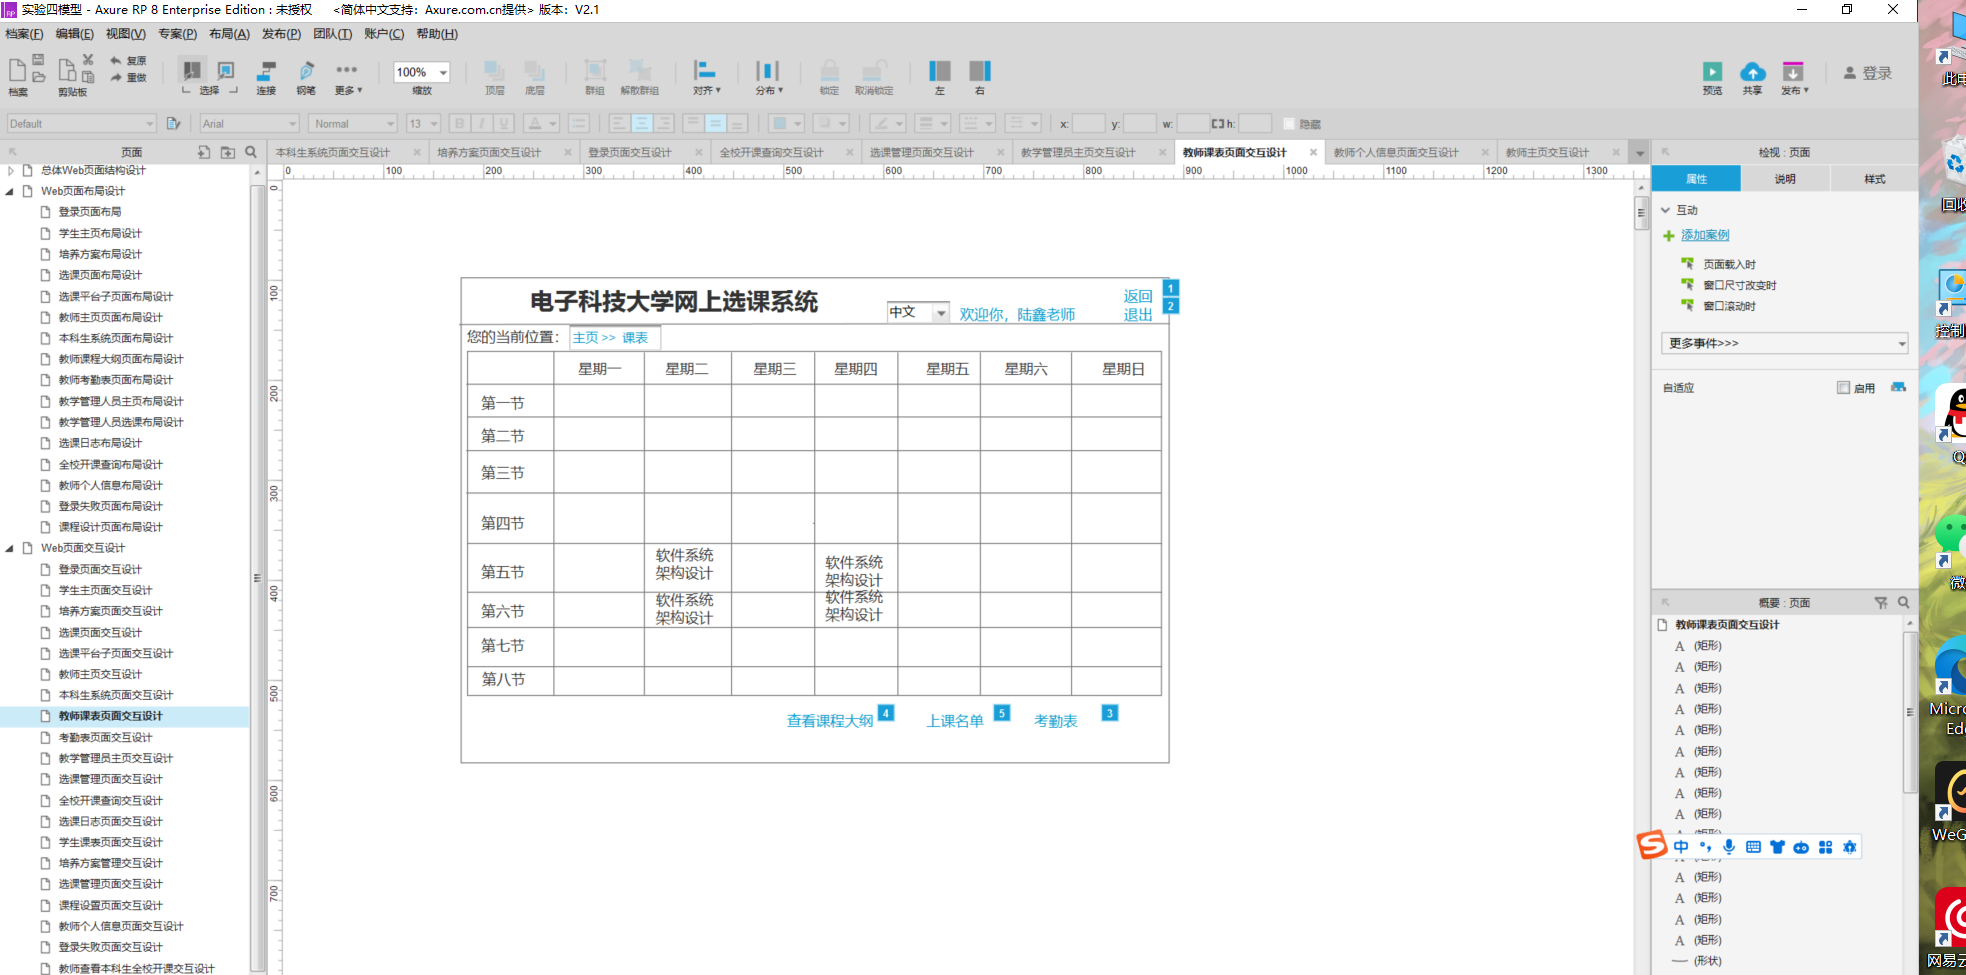 实验四模型 - Axure RP 8 Enterprise Edition : 未授权 <简体中文支持：Axure.com.cn提供> 版本：V2.1
档案(F) 编辑(E) 视图(V) 专案(P) 布局(A) 发布(P) 团队(T) 账户(C) 帮助(H)
复原
重做
100%
登录
档案 剪贴板 选择 连接 钢笔 更多▼ 缩放 顶层 底层 群组 解散群组 对齐▼ 分布▼ 锁定 取消锁定 左 右 预览 共享 发布▼
Default Arial Normal 13 B I U A x: y: w: h: 隐藏
页面
本科生系统页面交互设计 培养方案页面交互设计 登录页面交互设计 全校开课查询交互设计 选课管理页面交互设计 教学管理员主页交互设计 教师课表页面交互设计 教师个人信息页面交互设计 教师主页交互设计
0 100 200 300 400 500 600 700 800 900 1000 1100 1200 1300
0
100
200
300
400
500
600
700
总体Web页面结构设计
Web页面布局设计
登录页面布局
学生主页布局设计
培养方案布局设计
选课页面布局设计
选课平台子页面布局设计
教师主页页面布局设计
本科生系统页面布局设计
教师课程大纲页面布局设计
教师考勤表页面布局设计
教学管理人员主页布局设计
教学管理人员选课布局设计
选课日志布局设计
全校开课查询布局设计
教师个人信息布局设计
登录失败页面布局设计
课程设计页面布局设计
Web页面交互设计
登录页面交互设计
学生主页面交互设计
培养方案页面交互设计
选课页面交互设计
选课平台子页面交互设计
教师主页交互设计
本科生系统页面交互设计
教师课表页面交互设计
考勤表页面交互设计
教学管理员主页交互设计
选课管理页面交互设计
全校开课查询交互设计
选课日志页面交互设计
学生课表页面交互设计
培养方案管理交互设计
选课管理页面交互设计
课程设置页面交互设计
教师个人信息页面交互设计
登录失败页面交互设计
教师查看本科生全校开课交互设计
电子科技大学网上选课系统
中文
欢迎你，陆鑫老师
返回
1
退出
2
您的当前位置：
主页 >> 课表
星期一 星期二 星期三 星期四 星期五 星期六 星期日
第一节
第二节
第三节
第四节
第五节
软件系统
架构设计
软件系统
架构设计
第六节
软件系统
架构设计
软件系统
架构设计
第七节
第八节
查看课程大纲 4 上课名单 5 考勤表 3
检视 : 页面
属性 说明 样式
互动
添加案例
页面载入时
窗口尺寸改变时
窗口滚动时
更多事件>>>
自适应 启用
概要 : 页面
教师课表页面交互设计
A (矩形)
A (矩形)
A (矩形)
A (矩形)
A (矩形)
A (矩形)
A (矩形)
A (矩形)
A (矩形)
中
A (矩形)
A (矩形)
A (矩形)
A (矩形)
(形状)
此电
回收
控制
Q
微
Micro
Ed
WeG
网易云